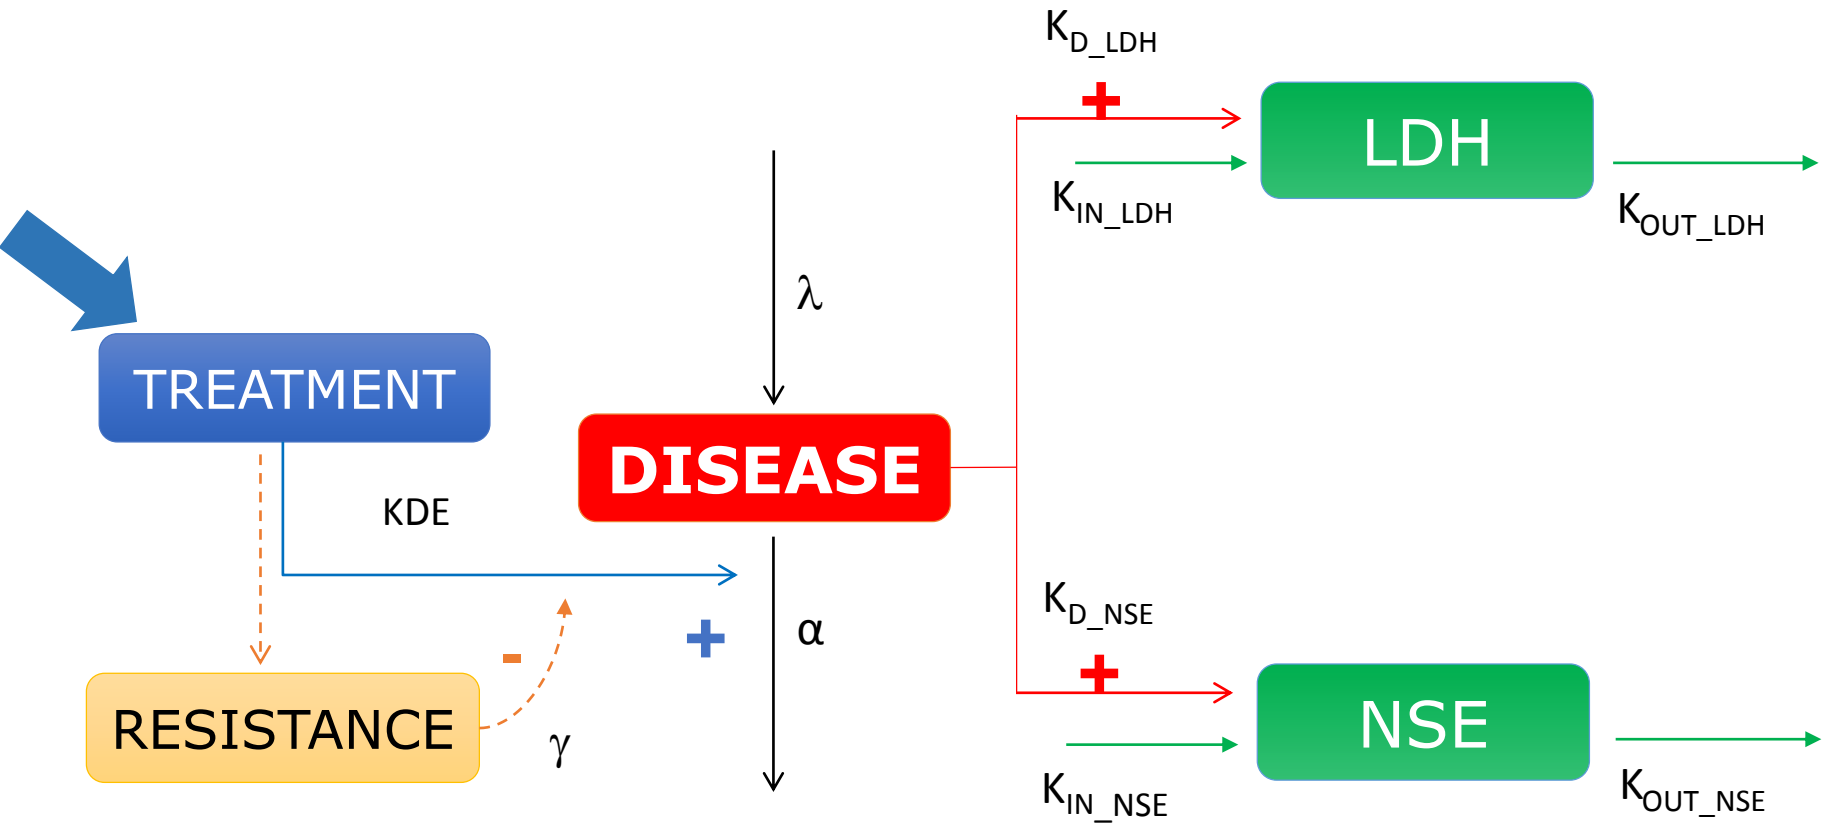 K_D_LDH
+
LDH
K_IN_LDH
K_OUT_LDH
λ
TREATMENT
DISEASE
KDE
K_D_NSE
+
α
+
-
RESISTANCE
γ
NSE
K_IN_NSE
K_OUT_NSE